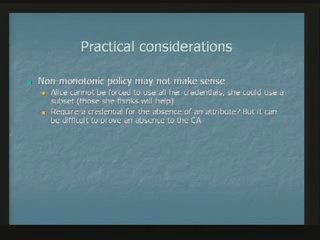 Practical considerations
Non monotonic policy may not make sense
Alice cannot be forced to use all her credentials, she could use a
subset (those she thinks will help)
Require a credential for the absence of an attribute? But it can
be difficult to prove an absence to the CA